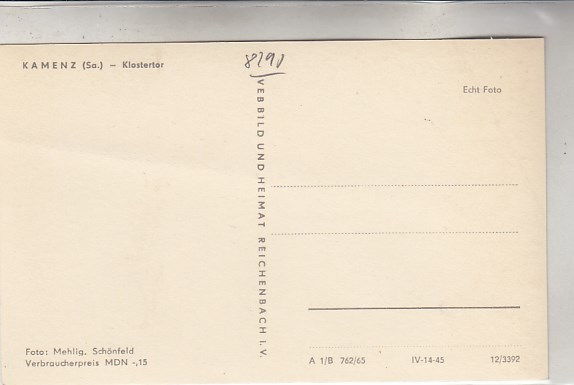 KAMENZ (Sa.) – Klostertor
8290
Echt Foto
VEB BILD UND HEIMAT REICHENBACH I. V.
Foto: Mehlig, Schönfeld
Verbraucherpreis MDN -,15
A 1/B 762/65 IV-14-45 12/3392